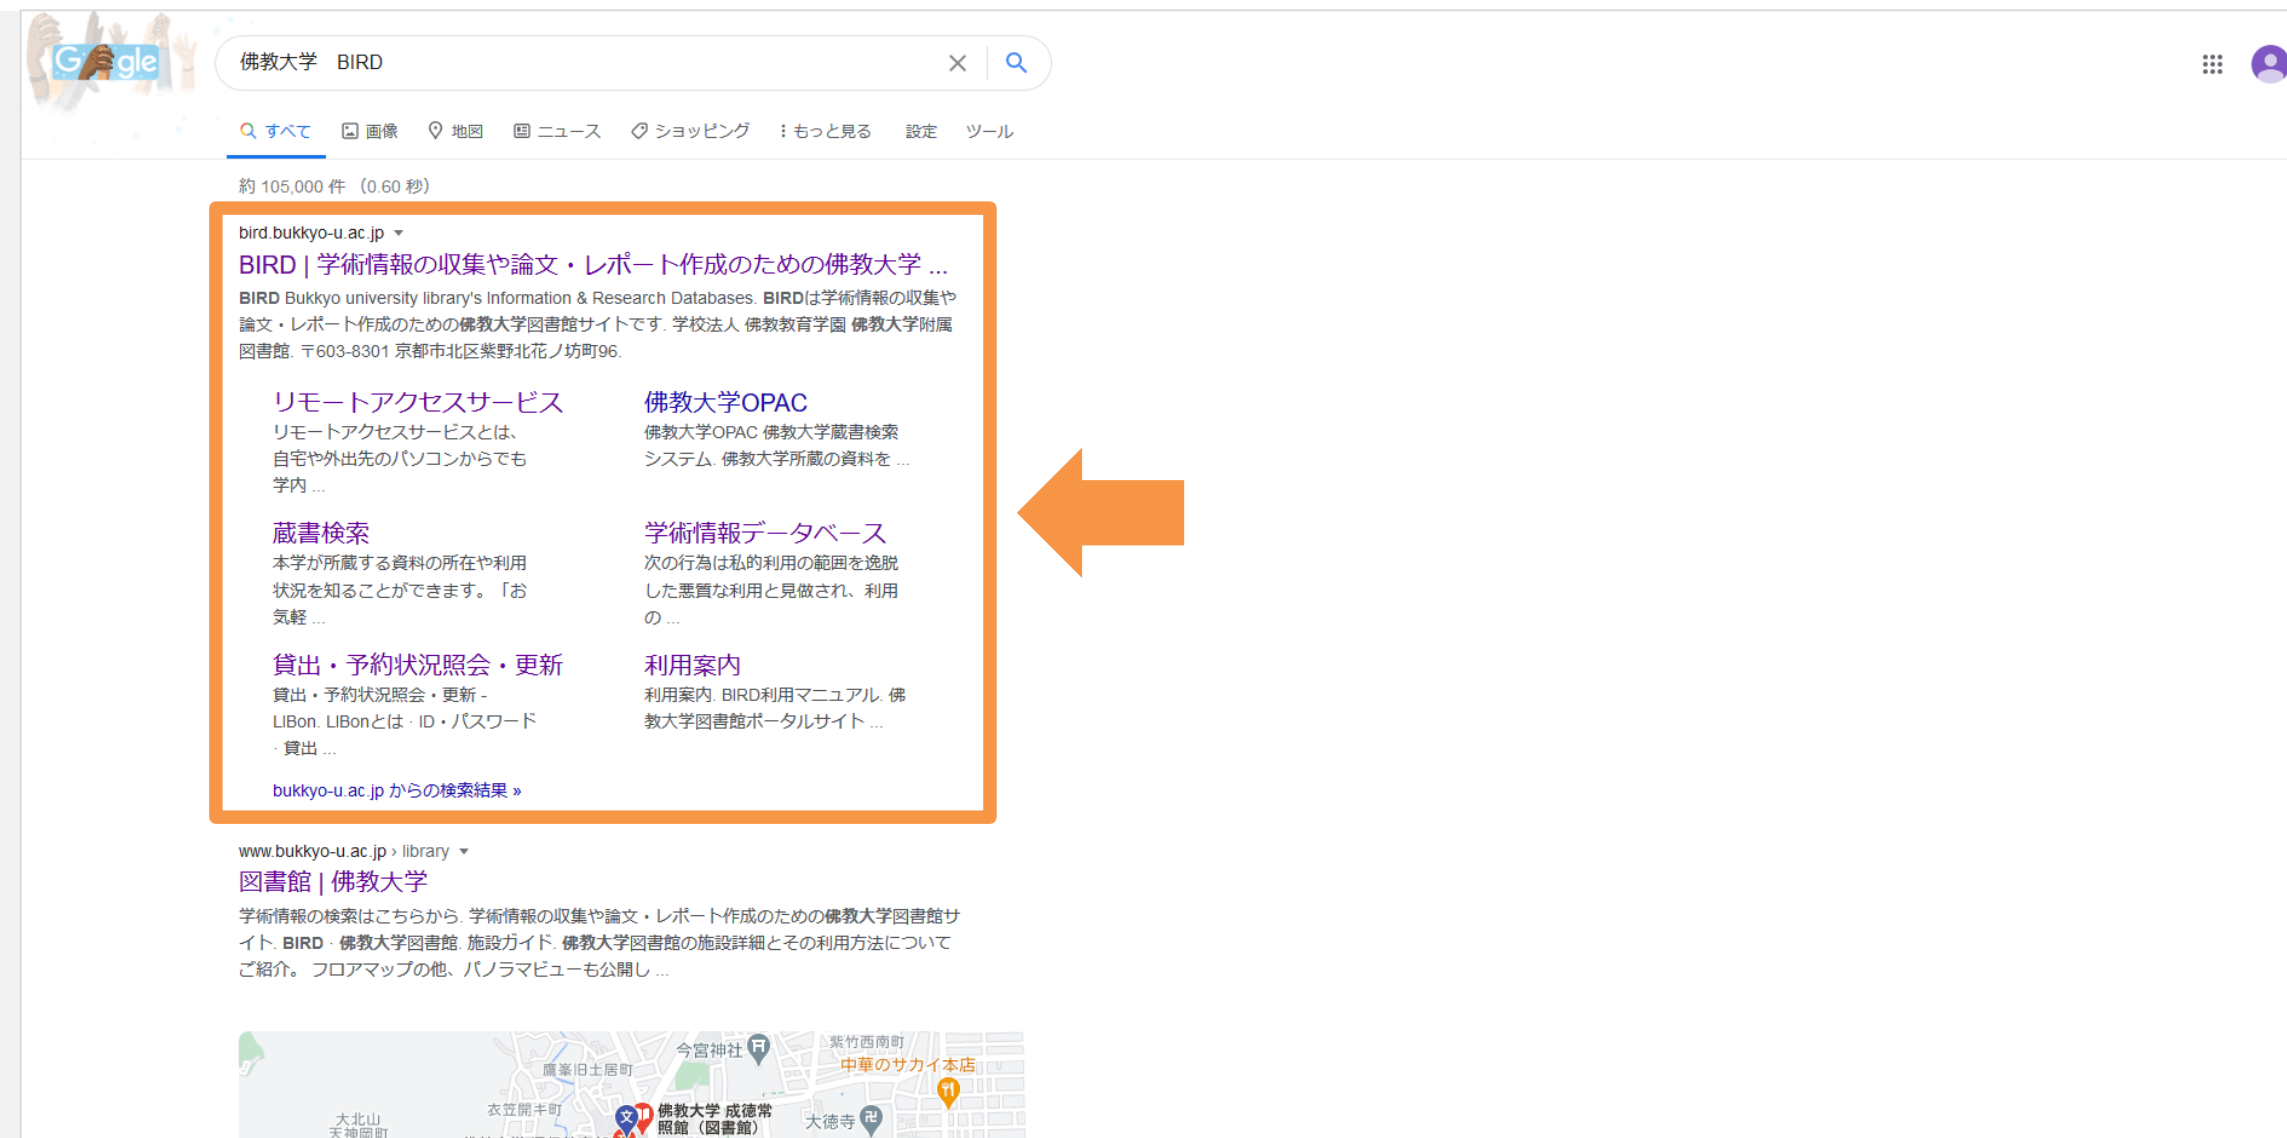 Google
佛教大学　BIRD
すべて 画像 地図 ニュース ショッピング もっと見る 設定 ツール
約 105,000 件 （0.60 秒）
bird.bukkyo-u.ac.jp
BIRD | 学術情報の収集や論文・レポート作成のための佛教大学 ...
BIRD Bukkyo university library's Information & Research Databases. BIRDは学術情報の収集や
論文・レポート作成のための佛教大学図書館サイトです. 学校法人 佛教教育学園 佛教大学附属
図書館. 〒603-8301 京都市北区紫野北花ノ坊町96.
リモートアクセスサービス
リモートアクセスサービスとは、
自宅や外出先のパソコンからでも
学内 ...
佛教大学OPAC
佛教大学OPAC 佛教大学蔵書検索
システム. 佛教大学所蔵の資料を ...
蔵書検索
本学が所蔵する資料の所在や利用
状況を知ることができます。「お
気軽 ...
学術情報データベース
次の行為は私的利用の範囲を逸脱
した悪質な利用と見做され、利用
の ...
貸出・予約状況照会・更新
貸出・予約状況照会・更新 -
LIBon. LIBonとは · ID・パスワード
· 貸出 ...
利用案内
利用案内. BIRD利用マニュアル. 佛
教大学図書館ポータルサイト ...
bukkyo-u.ac.jp からの検索結果 »
www.bukkyo-u.ac.jp › library
図書館 | 佛教大学
学術情報の検索はこちらから. 学術情報の収集や論文・レポート作成のための佛教大学図書館サ
イト. BIRD · 佛教大学図書館. 施設ガイド. 佛教大学図書館の施設詳細とその利用方法について
ご紹介。 フロアマップの他、パノラマビューも公開し ...
今宮神社
紫竹西南町
中華のサカイ本店
鷹峯旧土居町
衣笠開キ町
佛教大学 成徳常
照館（図書館）
大徳寺
大北山
天神岡町